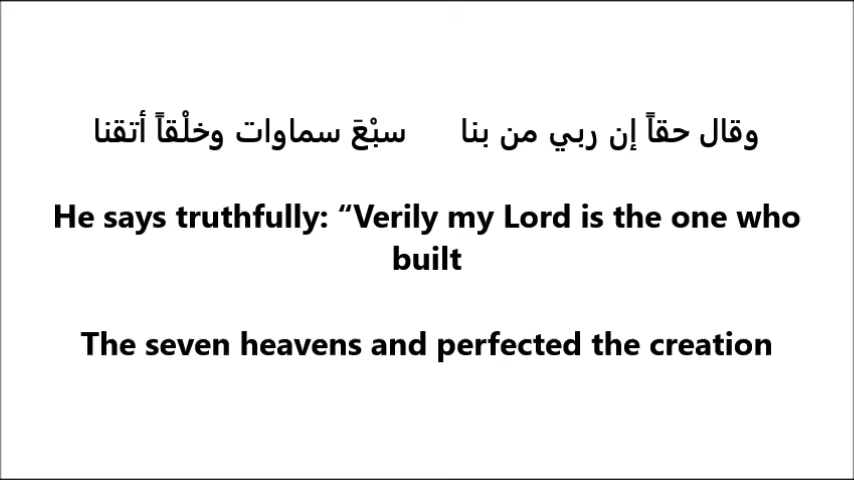 وقال حقاً إن ربي من بنا سبْعَ سماوات وخلْقاً أتقنا
He says truthfully: “Verily my Lord is the one who
built
The seven heavens and perfected the creation